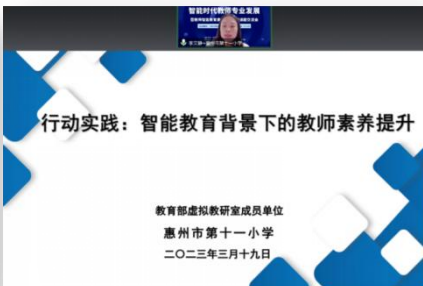 智能时代教师专业发展
行动实践：智能教育背景下的教师素养提升
教育部虚拟教研室成员单位
惠州市第十一小学
二〇二三年三月十九日